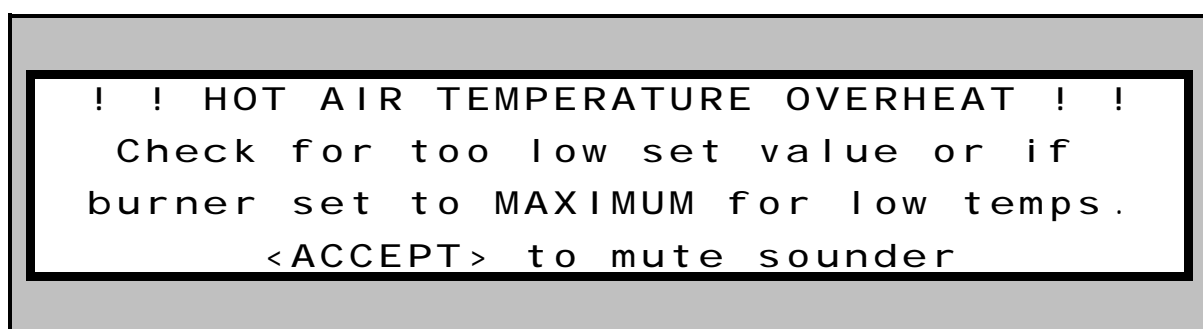 ! ! HOT AIR TEMPERATURE OVERHEAT ! !
Check for too low set value or if
burner set to MAXIMUM for low temps.
<ACCEPT> to mute sounder